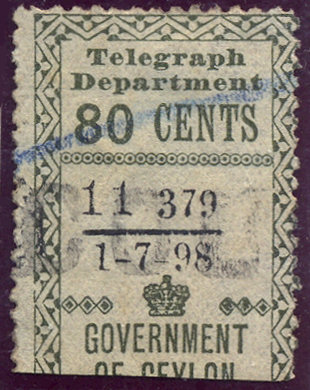 Telegraph
Department
80 CENTS
11 379
1-7-98
GOVERNMENT
OF CEYLON